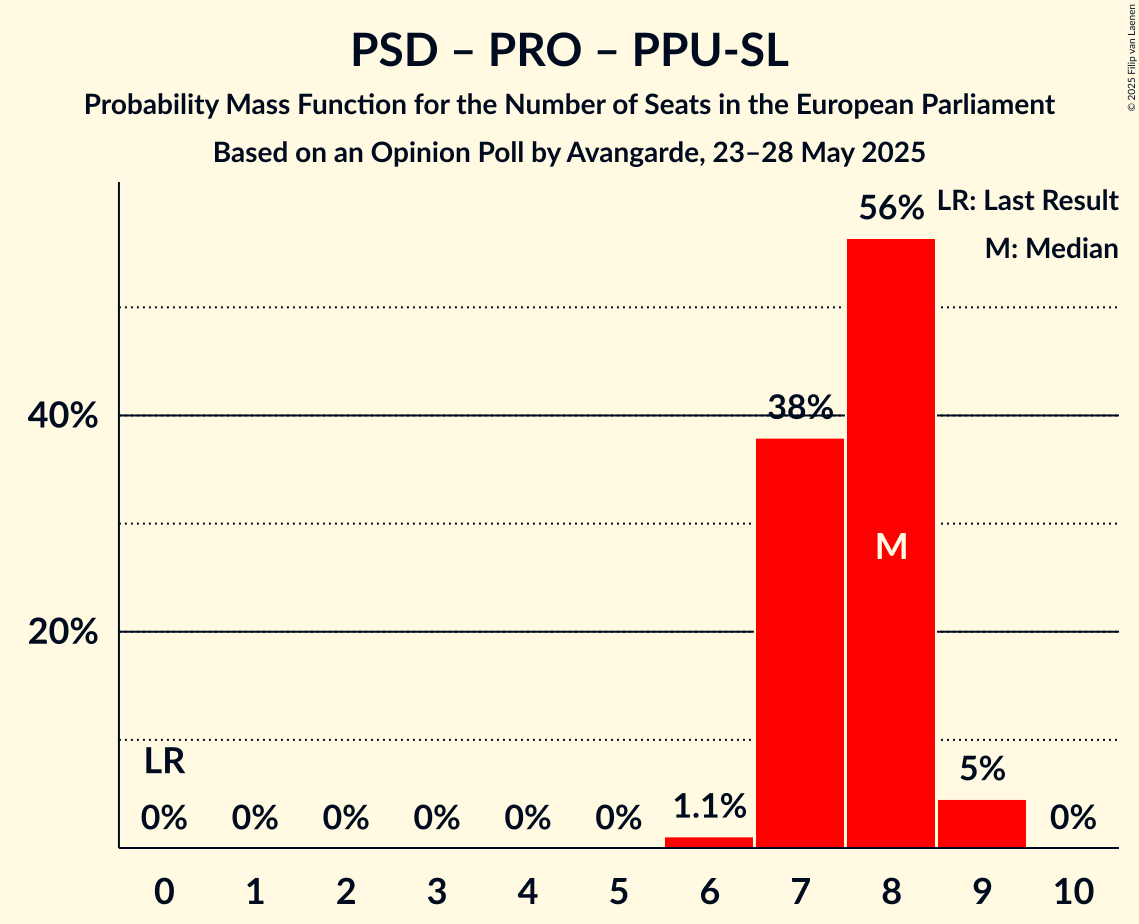 PSD – PRO – PPU-SL
Probability Mass Function for the Number of Seats in the European Parliament
Based on an Opinion Poll by Avangarde, 23–28 May 2025
© 2025 Filip van Laenen
LR: Last Result
M: Median
56%
40%
38%
M
20%
LR
5%
1.1%
0% 0% 0% 0% 0% 0% 0%
0 1 2 3 4 5 6 7 8 9 10